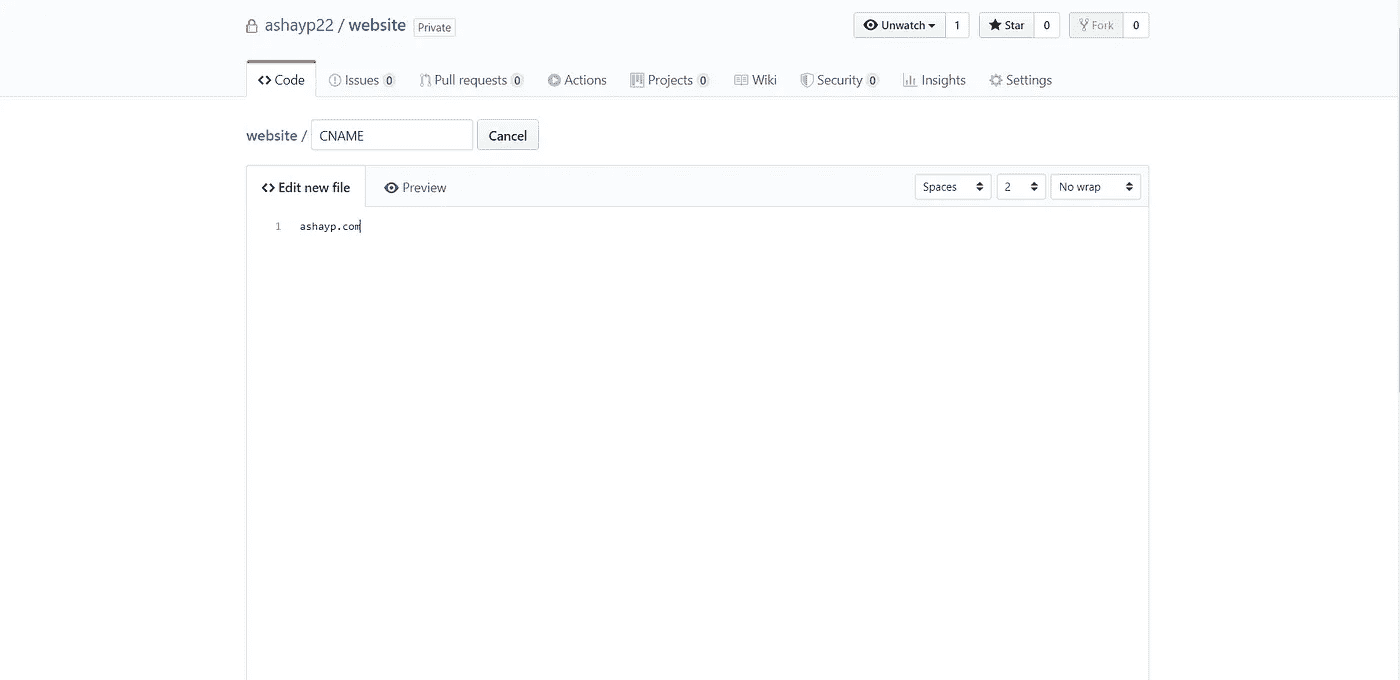 ashayp22 / website Private Unwatch 1 Star 0 Fork 0
Code Issues 0 Pull requests 0 Actions Projects 0 Wiki Security 0 Insights Settings
website / CNAME Cancel
Edit new file Preview Spaces 2 No wrap
1 ashayp.com